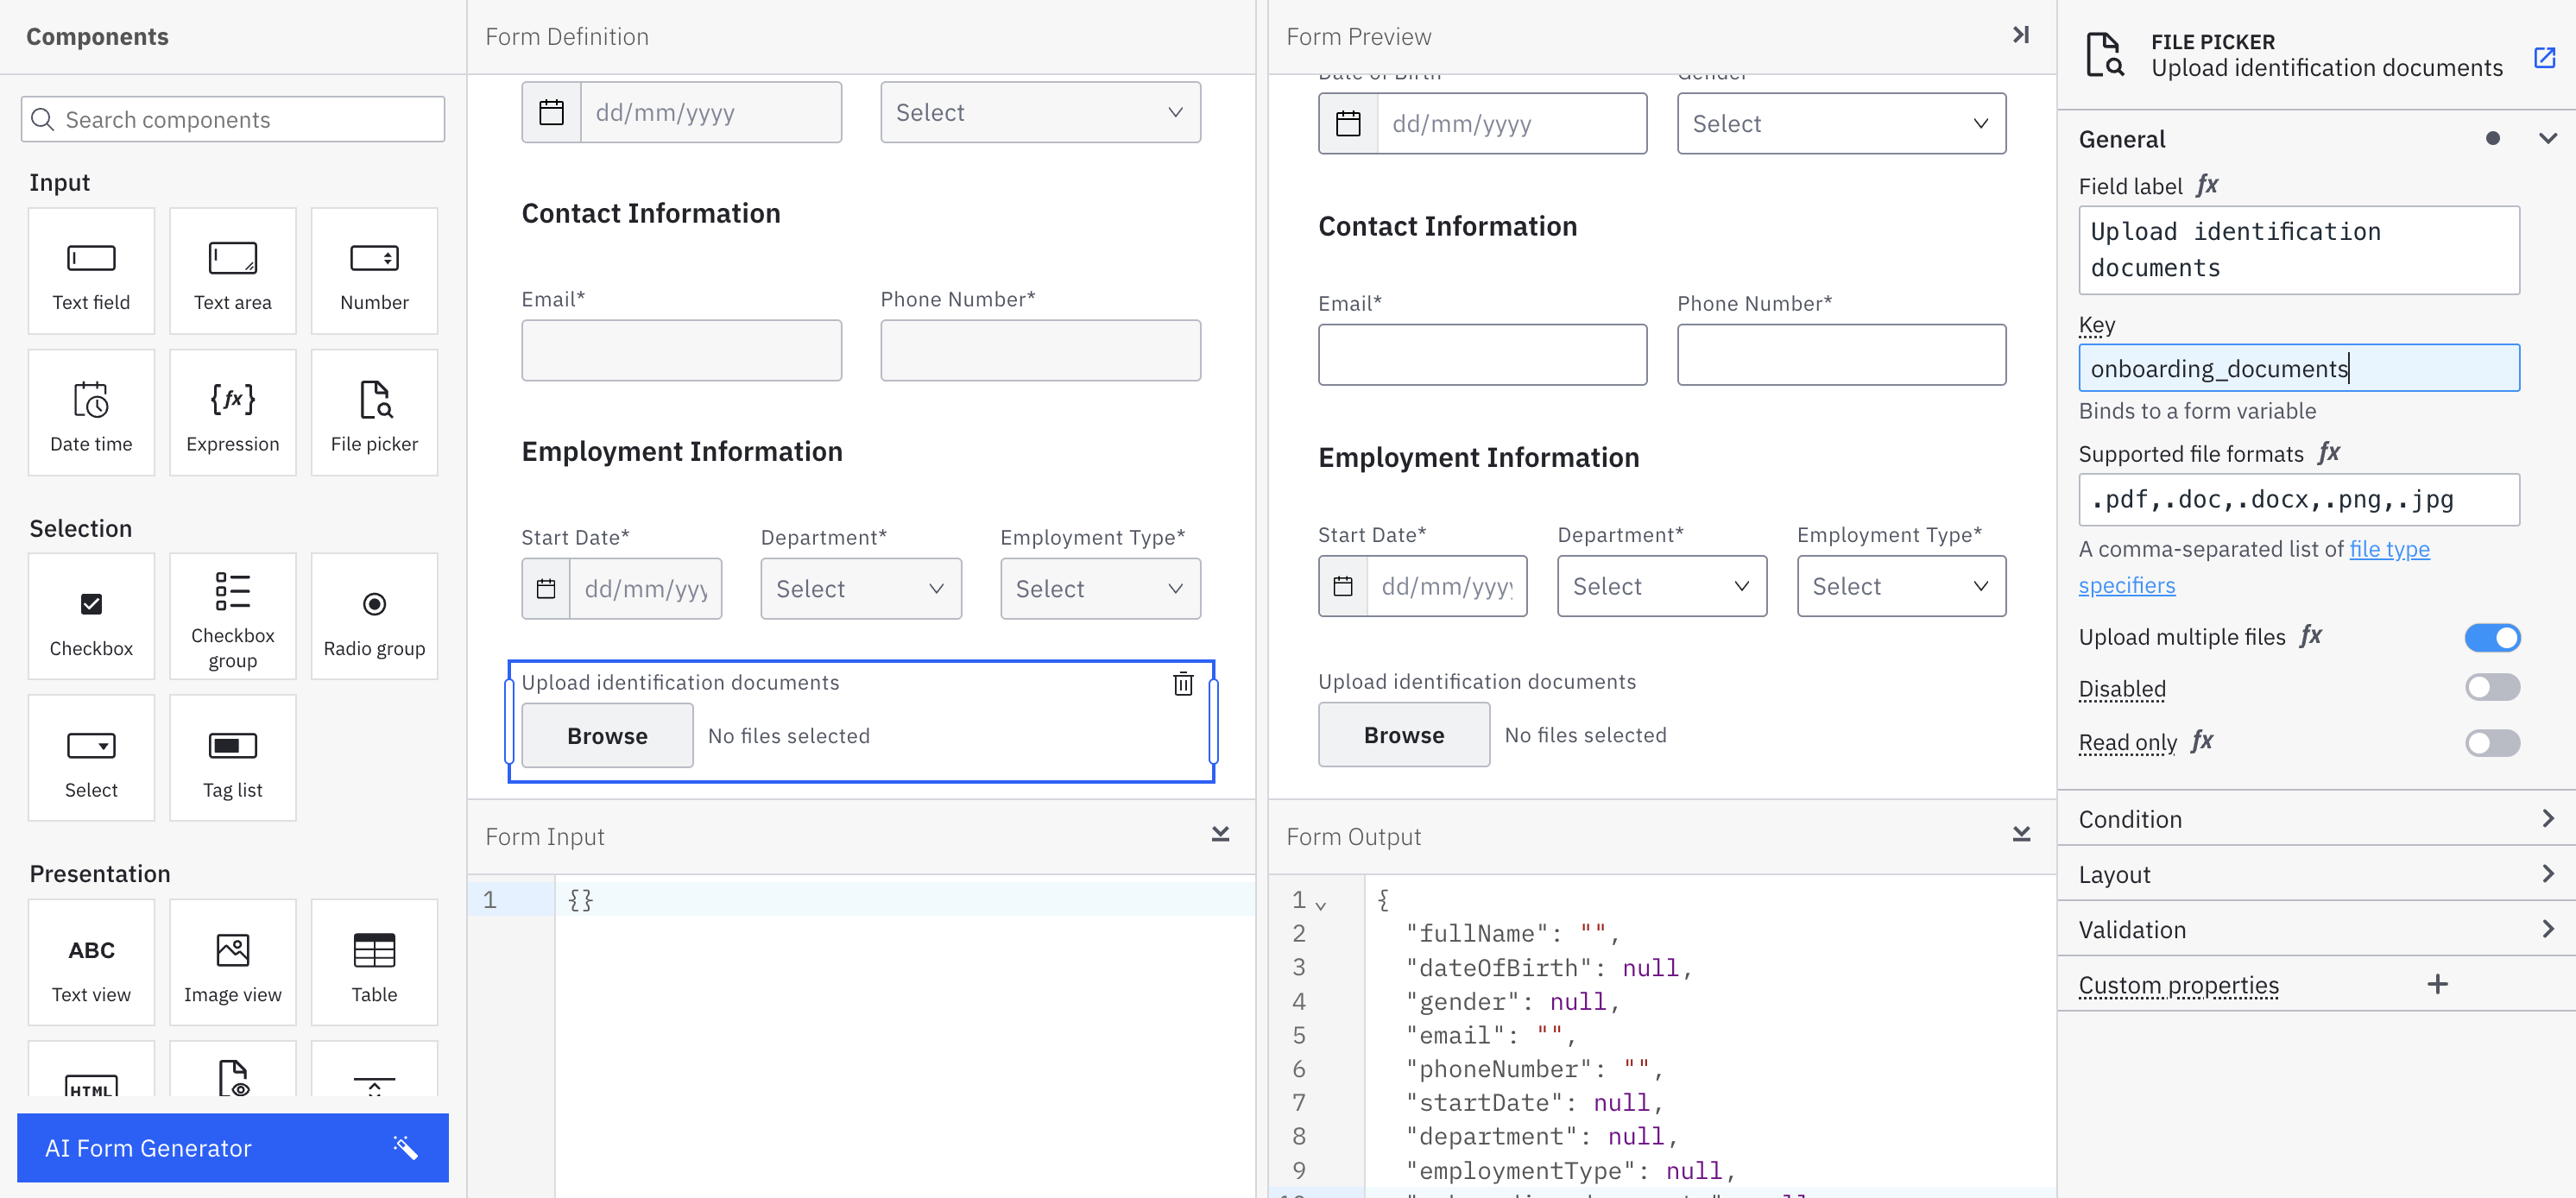 Components
Search components
Input
Text field
Text area
Number
Date time
{fx}
Expression
File picker
Selection
Checkbox
Checkbox
group
Radio group
Select
Tag list
Presentation
ABC
Text view
Image view
Table
HTML
AI Form Generator
Form Definition
dd/mm/yyyy
Select
Contact Information
Email*
Phone Number*
Employment Information
Start Date*
Department*
Employment Type*
dd/mm/yyy
Select
Select
Upload identification documents
Browse
No files selected
Form Input
1
{}
Form Preview
Date of Birth
Gender
dd/mm/yyyy
Select
Contact Information
Email*
Phone Number*
Employment Information
Start Date*
Department*
Employment Type*
dd/mm/yyy
Select
Select
Upload identification documents
Browse
No files selected
Form Output
1 {
2 "fullName": "",
3 "dateOfBirth": null,
4 "gender": null,
5 "email": "",
6 "phoneNumber": "",
7 "startDate": null,
8 "department": null,
9 "employmentType": null,
FILE PICKER
Upload identification documents
General
Field label fx
Upload identification
documents
Key
onboarding_documents
Binds to a form variable
Supported file formats fx
.pdf,.doc,.docx,.png,.jpg
A comma-separated list of file type
specifiers
Upload multiple files fx
Disabled
Read only fx
Condition
Layout
Validation
Custom properties